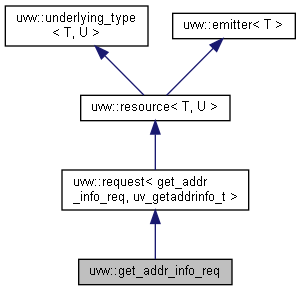 uvw::underlying_type
< T, U >
uvw::emitter< T >
uvw::resource< T, U >
uvw::request< get_addr
_info_req, uv_getaddrinfo_t >
uvw::get_addr_info_req